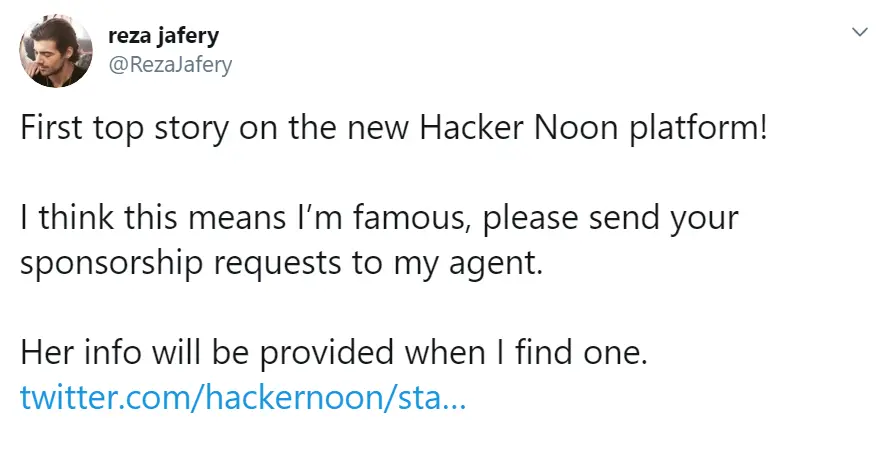 reza jafery
@RezaJafery
First top story on the new Hacker Noon platform!
I think this means I’m famous, please send your
sponsorship requests to my agent.
Her info will be provided when I find one.
twitter.com/hackernoon/sta...